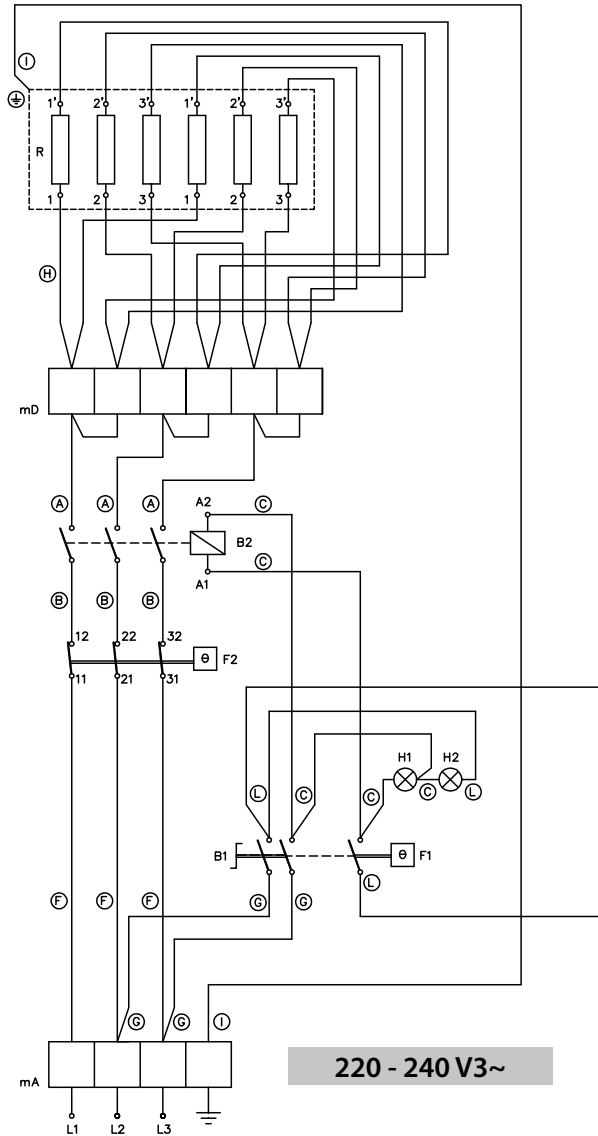 I
1' 2' 3' 1' 2' 3'
R
1 2 3 1 2 3
H
mD
A A A A2 C
B2
C
A1
B B B
12 22 32
θ F2
11 21 31
H1 H2
L C C C L
B1 θ F1
L
F F F G G
G G I
mA
220 - 240 V3~
L1 L2 L3